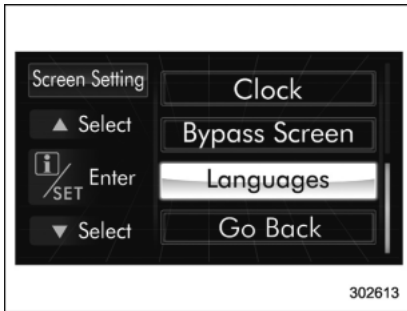 Screen Setting
▲ Select
i/SET Enter
▼ Select
Clock
Bypass Screen
Languages
Go Back
302613